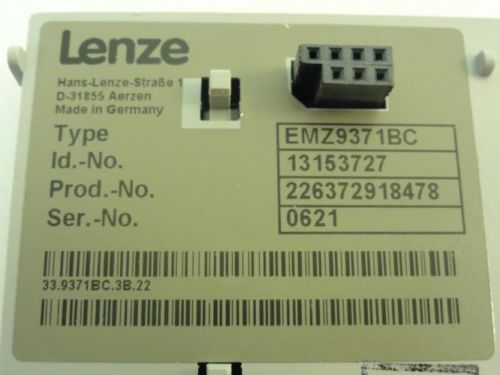 Lenze
Hans-Lenze-Straße 1
D-31855 Aerzen
Made in Germany
Type EMZ9371BC
Id.-No. 13153727
Prod.-No. 226372918478
Ser.-No. 0621
33.9371BC.3B.22